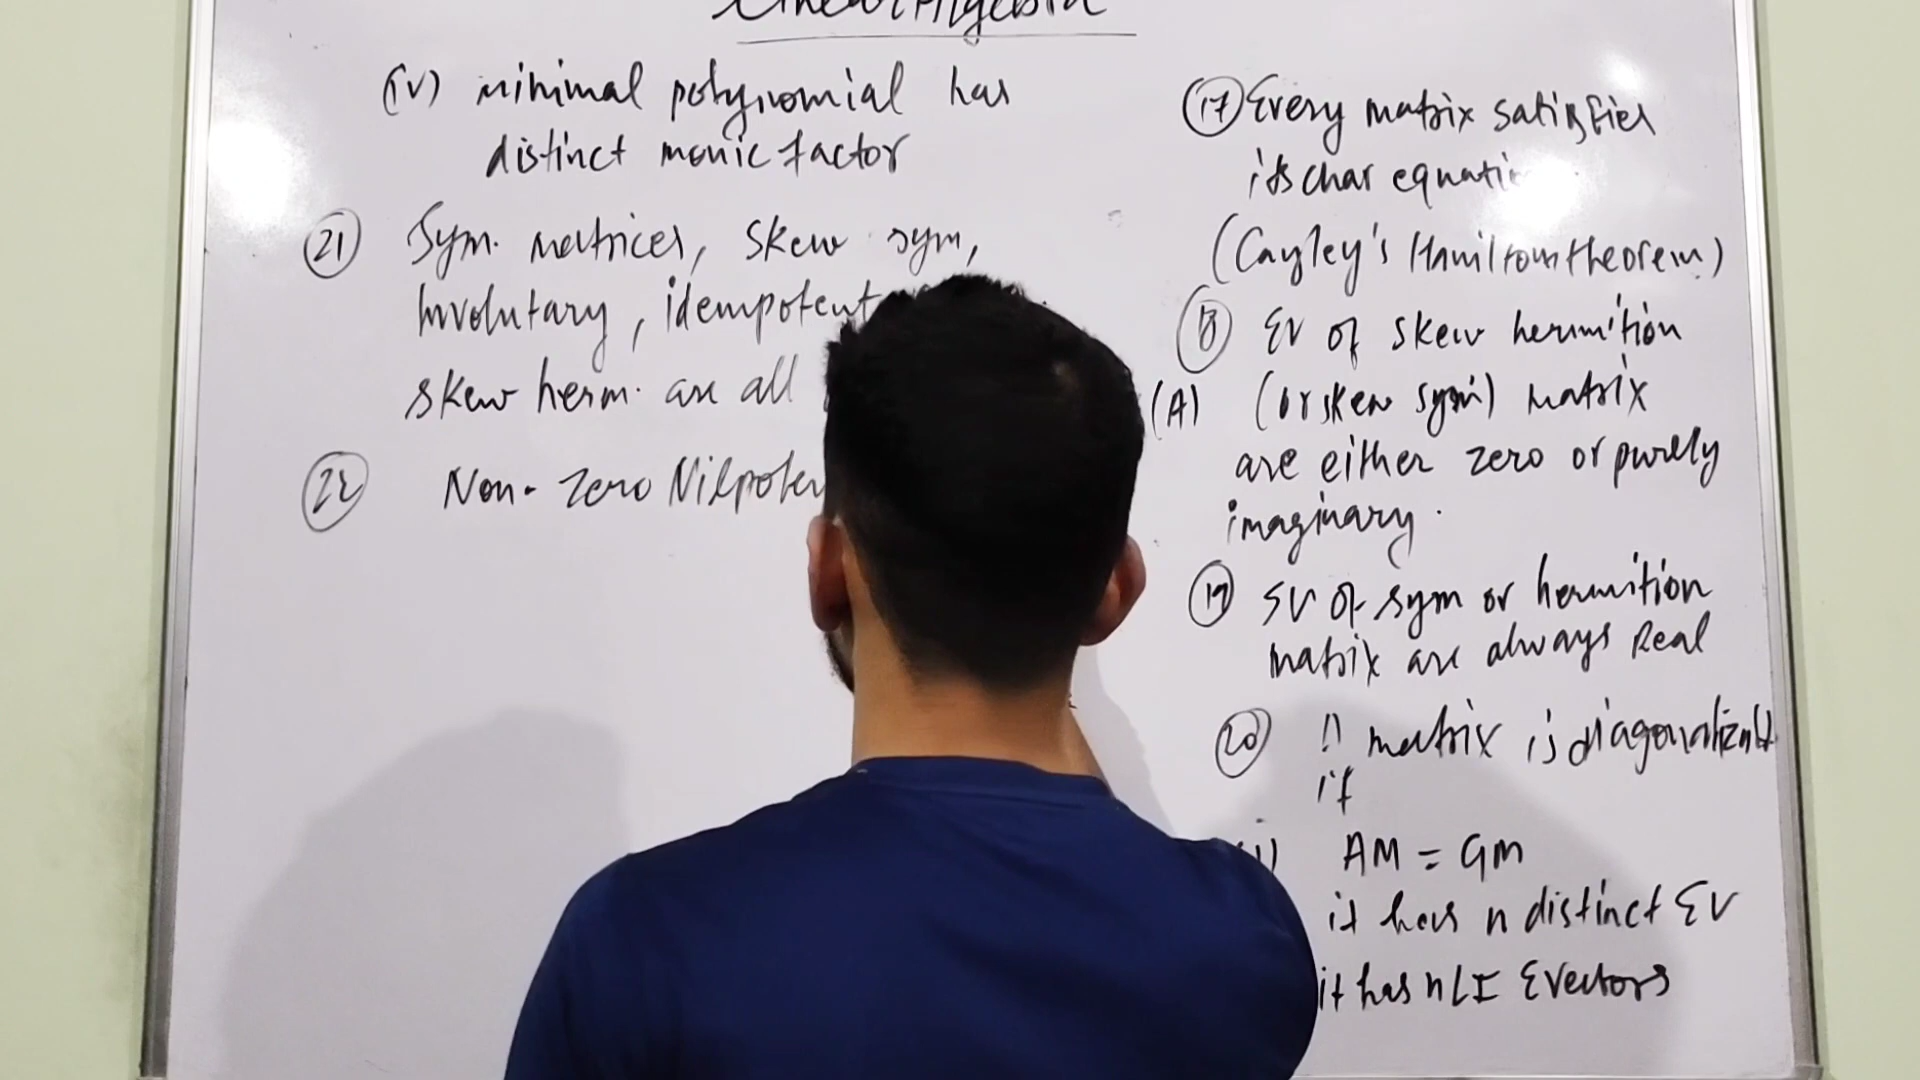 Linear Algebra
(iv) minimal polynomial has
distinct monic factor
(21) Sym. matrices, skew sym,
Involutary, idempotent
skew herm. are all
(22) Non-zero Nilpoten
(17) Every matrix satisfies
its char equati
(Cayley's Hamilton theorem)
(18) EV of skew hermition
(A) (or skew sym) matrix
are either zero or purely
imaginary.
(19) EV of sym or hermition
matrix are always Real
(20) A matrix is diagonalizable
if
AM = GM
it has n distinct EV
it has n LI Evectors